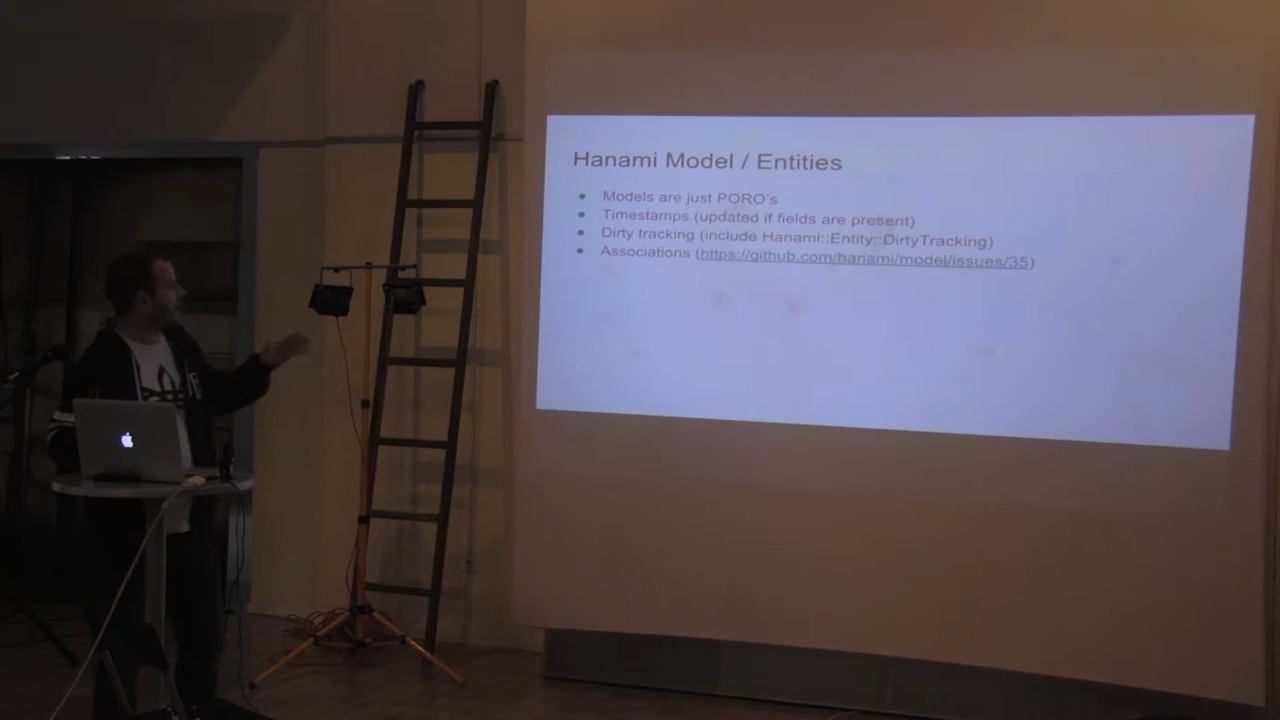 Hanami Model / Entities
● Models are just PORO's
● Timestamps (updated if fields are present)
● Dirty tracking (include Hanami::Entity::DirtyTracking)
● Associations (https://github.com/hanami/model/issues/35)